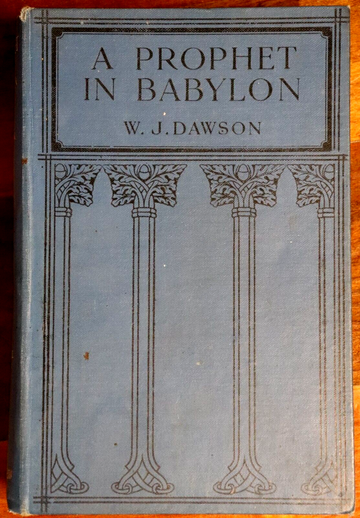 A PROPHET
IN BABYLON
W. J. DAWSON